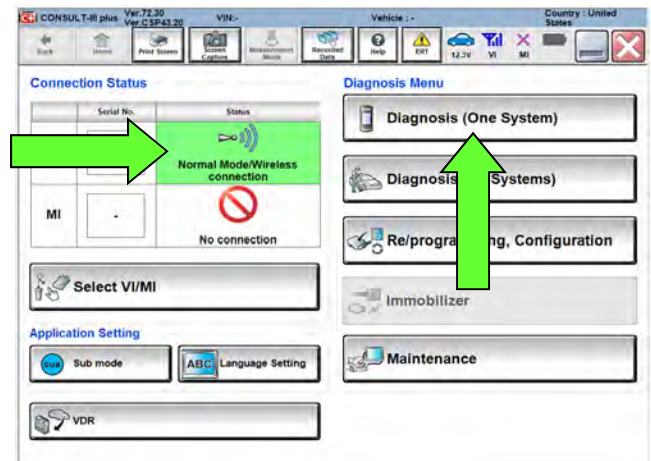 CONSULT-III plus
Ver.72.30
Ver.CSP43.20
VIN:-
Vehicle : -
Country : United
States
Back
Home
Print Screen
Screen
Capture
Measurement
Mode
Recorded
Data
Help
ERT
12.3V
VI
MI
Connection Status
Serial No.
Status
Normal Mode/Wireless
connection
MI
-
No connection
Select VI/MI
Application Setting
SUB
Sub mode
ABC
Language Setting
VDR
Diagnosis Menu
Diagnosis (One System)
Diagnosis Systems)
Re/programming, Configuration
Immobilizer
Maintenance